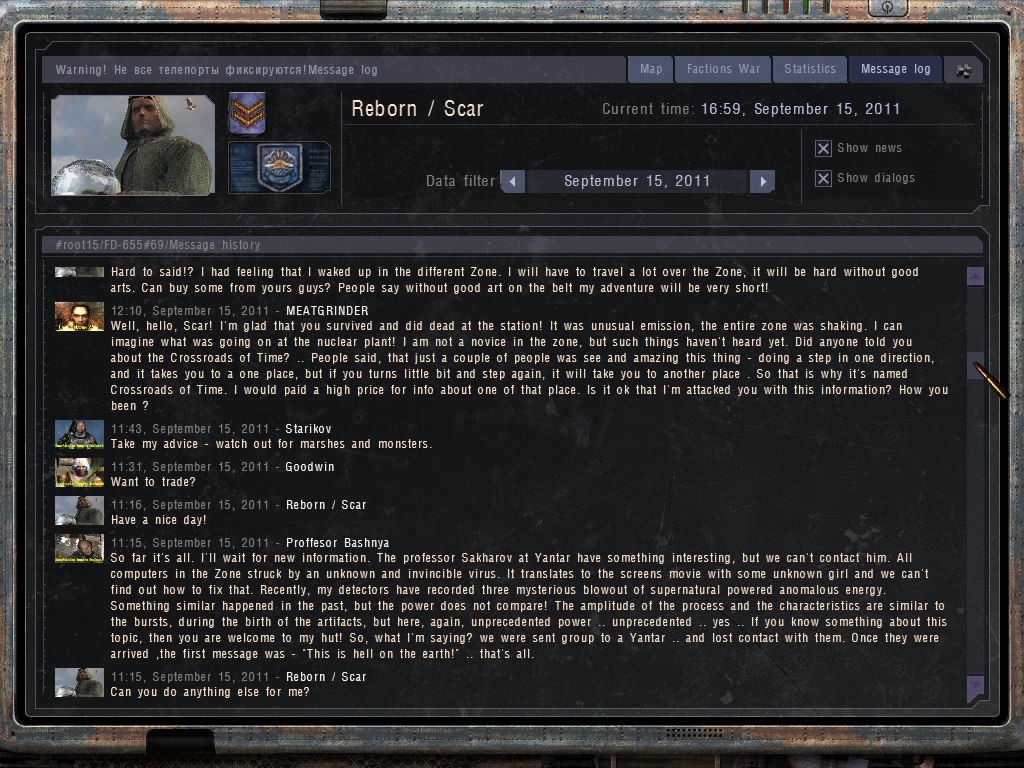 Warning! Не все телепорты фиксируются!Message log
Map
Factions War
Statistics
Message log
Reborn / Scar
Current time: 16:59, September 15, 2011
Data filter
September 15, 2011
Show news
Show dialogs
#root15/FD-655#69/Message history
Hard to said!? I had feeling that I waked up in the different Zone. I will have to travel a lot over the Zone, it will be hard without good
arts. Can buy some from yours guys? People say without good art on the belt my adventure will be very short!
12:10, September 15, 2011 - MEATGRINDER
Well, hello, Scar! I'm glad that you survived and did dead at the station! It was unusual emission, the entire zone was shaking. I can
imagine what was going on at the nuclear plant! I am not a novice in the zone, but such things haven't heard yet. Did anyone told you
about the Crossroads of Time? .. People said, that just a couple of people was see and amazing this thing - doing a step in one direction,
and it takes you to a one place, but if you turns little bit and step again, it will take you to another place . So that is why it's named
Crossroads of Time. I would paid a high price for info about one of that place. Is it ok that I'm attacked you with this information? How you
been ?
11:43, September 15, 2011 - Starikov
Take my advice - watch out for marshes and monsters.
11:31, September 15, 2011 - Goodwin
Want to trade?
11:16, September 15, 2011 - Reborn / Scar
Have a nice day!
11:15, September 15, 2011 - Proffesor Bashnya
So far it's all. I'll wait for new information. The professor Sakharov at Yantar have something interesting, but we can't contact him. All
computers in the Zone struck by an unknown and invincible virus. It translates to the screens movie with some unknown girl and we can't
find out how to fix that. Recently, my detectors have recorded three mysterious blowout of supernatural powered anomalous energy.
Something similar happened in the past, but the power does not compare! The amplitude of the process and the characteristics are similar to
the bursts, during the birth of the artifacts, but here, again, unprecedented power .. unprecedented .. yes .. If you know something about this
topic, then you are welcome to my hut! So, what I'm saying? we were sent group to a Yantar .. and lost contact with them. Once they were
arrived ,the first message was - "This is hell on the earth!" .. that's all.
11:15, September 15, 2011 - Reborn / Scar
Can you do anything else for me?